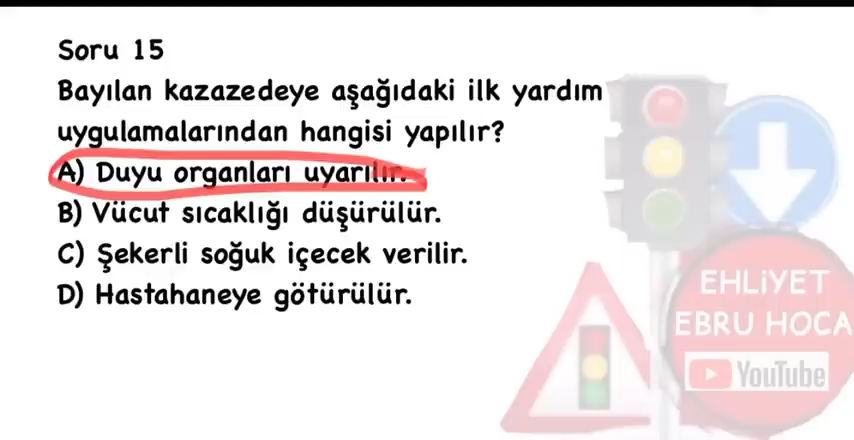 Soru 15
Bayılan kazazedeye aşağıdaki ilk yardım
uygulamalarından hangisi yapılır?
A) Duyu organları uyarılır.
B) Vücut sıcaklığı düşürülür.
C) Şekerli soğuk içecek verilir.
D) Hastahaneye götürülür.
EHLİYET
EBRU HOCA
YouTube